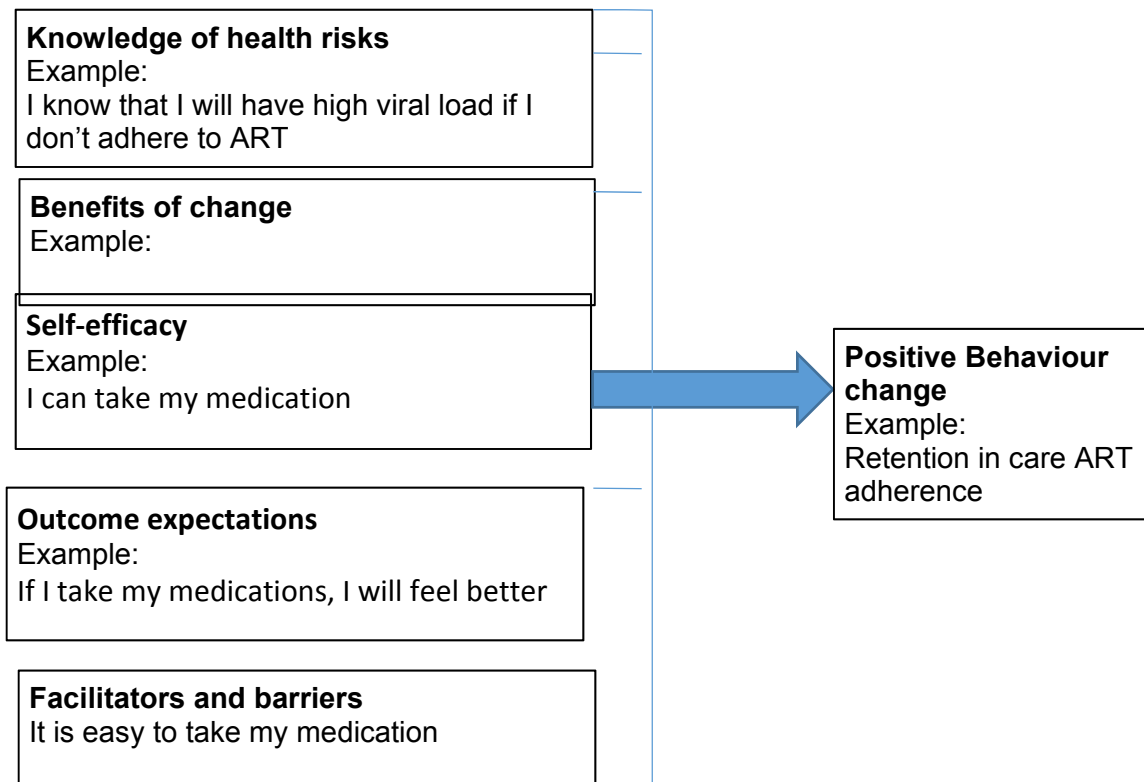 Knowledge of health risks
Example:
I know that I will have high viral load if I
don’t adhere to ART
Benefits of change
Example:
Self-efficacy
Example:
I can take my medication
Outcome expectations
Example:
If I take my medications, I will feel better
Facilitators and barriers
It is easy to take my medication
Positive Behaviour
change
Example:
Retention in care ART
adherence